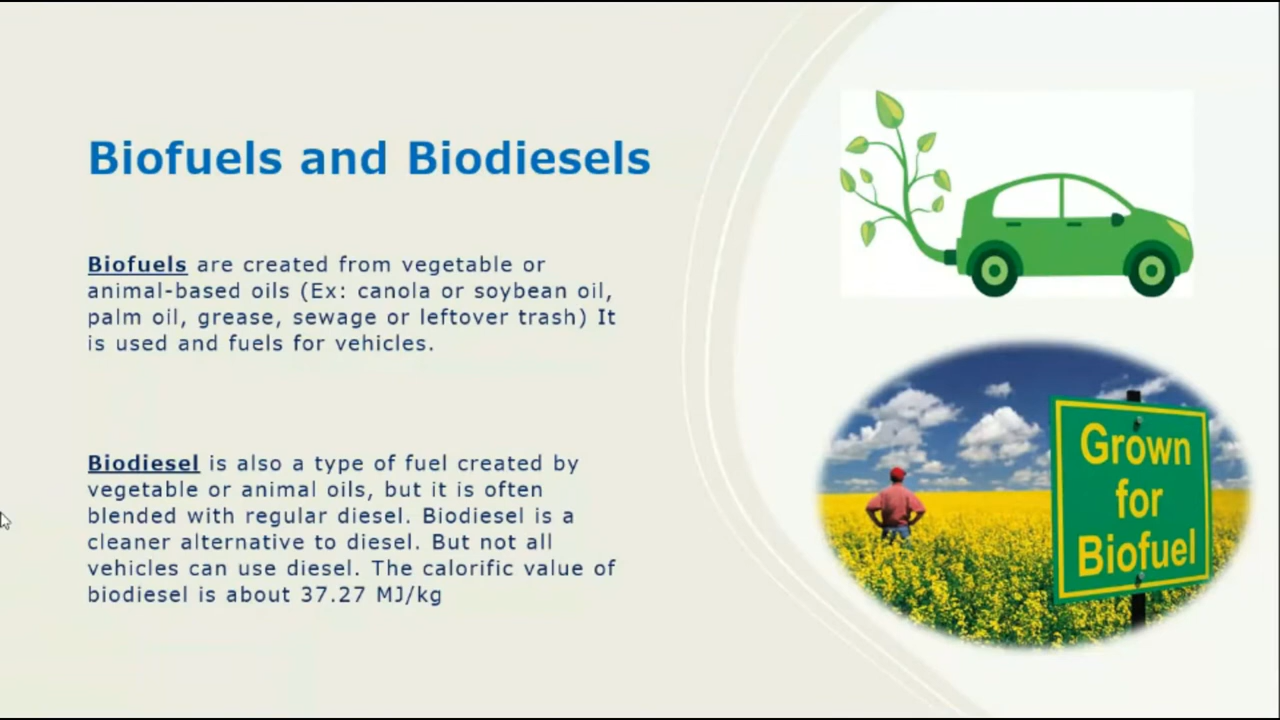 Biofuels and Biodiesels
Biofuels are created from vegetable or
animal-based oils (Ex: canola or soybean oil,
palm oil, grease, sewage or leftover trash) It
is used and fuels for vehicles.
Biodiesel is also a type of fuel created by
vegetable or animal oils, but it is often
blended with regular diesel. Biodiesel is a
cleaner alternative to diesel. But not all
vehicles can use diesel. The calorific value of
biodiesel is about 37.27 MJ/kg
Grown
for
Biofuel